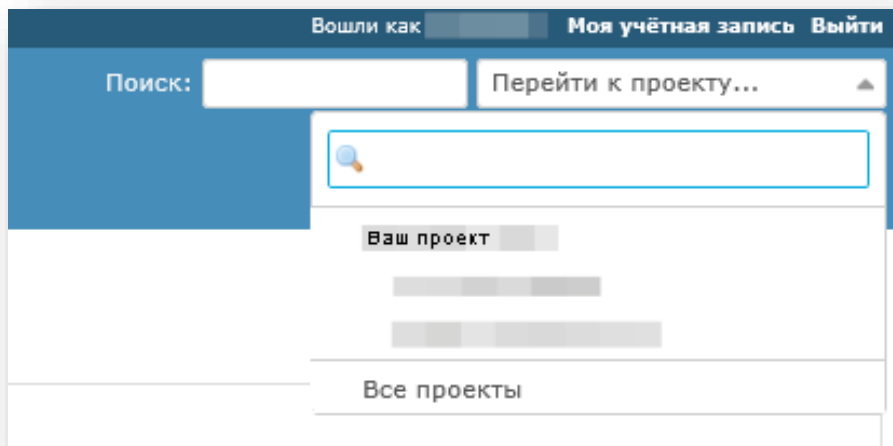 Вошли как Моя учётная запись Выйти
Поиск: Перейти к проекту...
Ваш проект
Все проекты